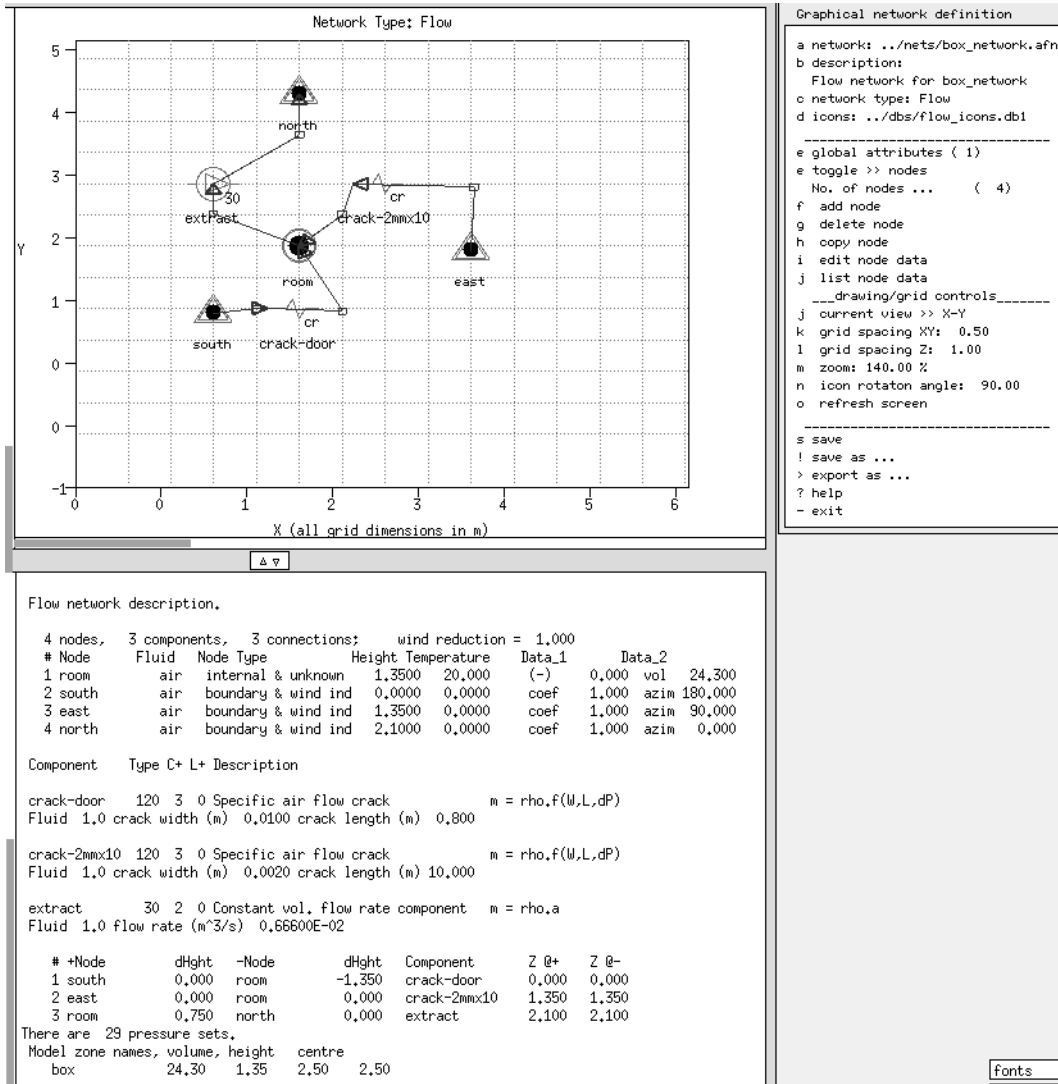 Network Type: Flow
5
4
3
2
1
0
0
-1
Y
north
30
extract
cr
crack-2mmx10
room
east
cr
south
crack-door
0
0
1
2
3
4
5
6
X (all grid dimensions in m)
Graphical network definition
a network: ../nets/box_network.afn
b description:
Flow network for box_network
c network type: Flow
d icons: ../dbs/flow_icons.db1
e global attributes ( 1)
e toggle >> nodes
No. of nodes ... ( 4)
f add node
g delete node
h copy node
i edit node data
j list node data
___drawing/grid controls_______
j current view >> X-Y
k grid spacing XY: 0.50
l grid spacing Z: 1.00
m zoom: 140.00 %
n icon rotaton angle: 90.00
o refresh screen
s save
! save as ...
> export as ...
? help
- exit
Flow network description.
4 nodes, 3 components, 3 connections; wind reduction = 1.000
# Node Fluid Node Type Height Temperature Data_1 Data_2
1 room air internal & unknown 1.3500 20.000 (-) 0.000 vol 24.300
2 south air boundary & wind ind 0.0000 0.0000 coef 1.000 azim 180.000
3 east air boundary & wind ind 1.3500 0.0000 coef 1.000 azim 90.000
4 north air boundary & wind ind 2.1000 0.0000 coef 1.000 azim 0.000
Component Type C+ L+ Description
crack-door 120 3 0 Specific air flow crack m = rho.f(W,L,dP)
Fluid 1.0 crack width (m) 0.0100 crack length (m) 0.800
crack-2mmx10 120 3 0 Specific air flow crack m = rho.f(W,L,dP)
Fluid 1.0 crack width (m) 0.0020 crack length (m) 10.000
extract 30 2 0 Constant vol. flow rate component m = rho.a
Fluid 1.0 flow rate (m^3/s) 0.66600E-02
# +Node dHght -Node dHght Component Z @+ Z @-
1 south 0.000 room -1.350 crack-door 0.000 0.000
2 east 0.000 room 0.000 crack-2mmx10 1.350 1.350
3 room 0.750 north 0.000 extract 2.100 2.100
There are 29 pressure sets.
Model zone names, volume, height centre
box 24.30 1.35 2.50 2.50
fonts